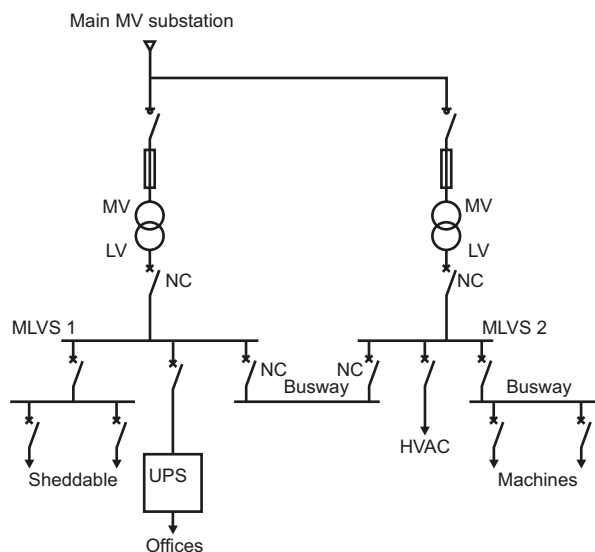 Main MV substation
MV
LV
NC
MV
LV
NC
MLVS 1
MLVS 2
NC
NC
Busway
Busway
Sheddable
UPS
HVAC
Machines
Offices